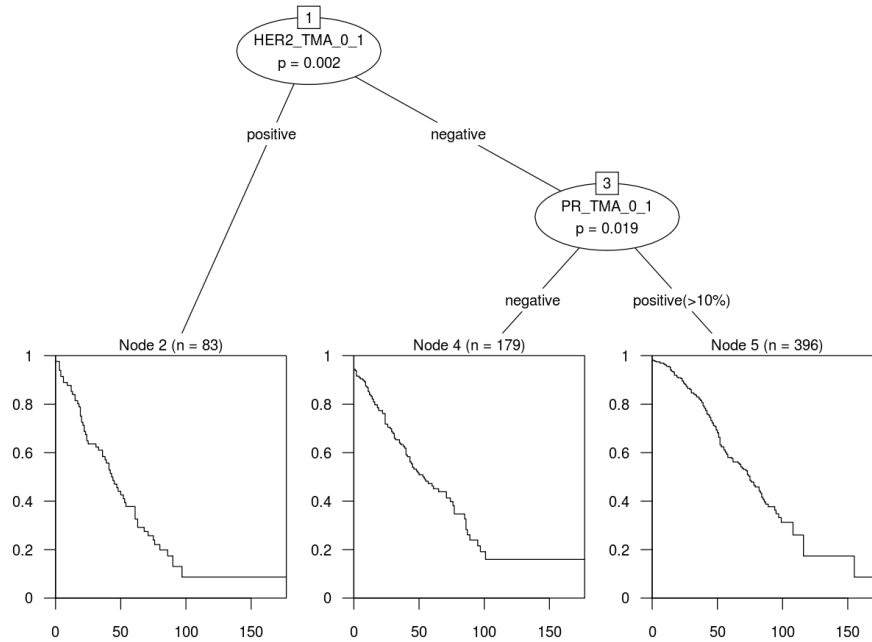 1
HER2_TMA_0_1
p = 0.002
positive
negative
3
PR_TMA_0_1
p = 0.019
negative
positive(>10%)
Node 2 (n = 83)
Node 4 (n = 179)
Node 5 (n = 396)
1 1 1
0.8 0.8 0.8
0.6 0.6 0.6
0.4 0.4 0.4
0.2 0.2 0.2
0 0 0
0 50 100 150 0 50 100 150 0 50 100 150